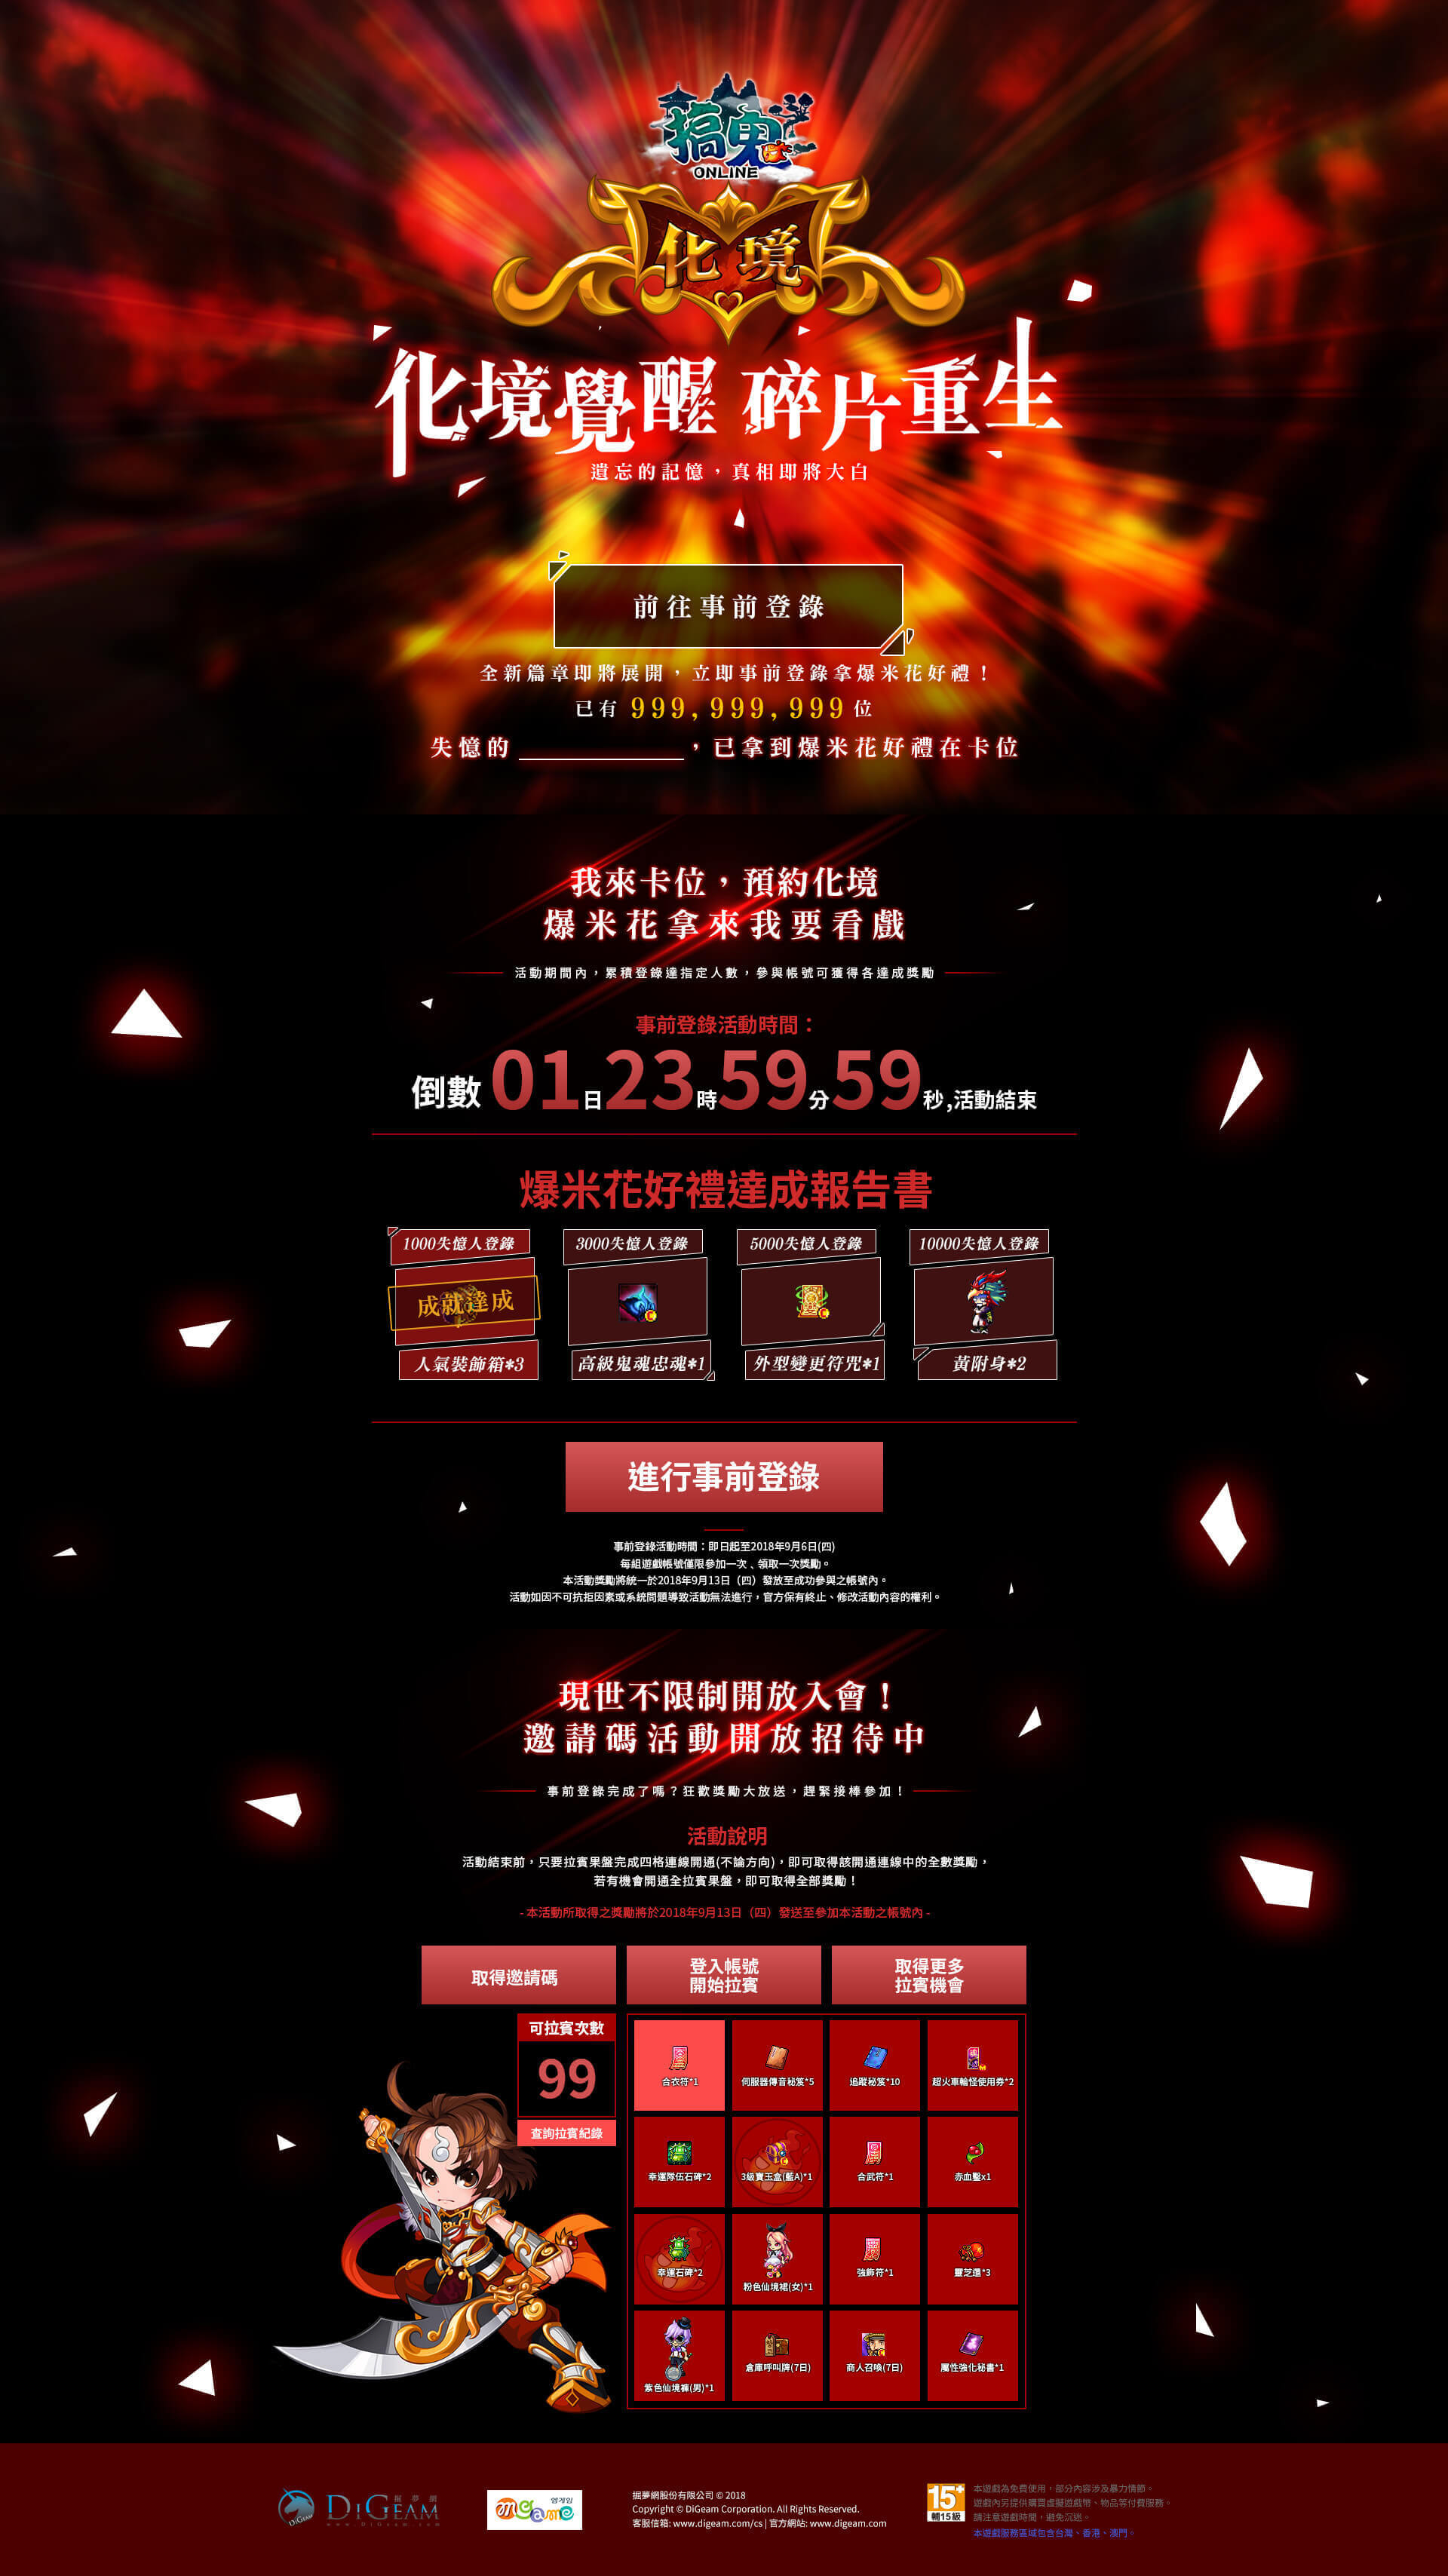 搞鬼
ONLINE
化境
化境覺醒 碎片重生
遺忘的記憶，真相即將大白
前往事前登錄
全新篇章即將展開，立即事前登錄拿爆米花好禮！
已有 999,999,999 位
失憶的＿＿＿＿＿＿，已拿到爆米花好禮在卡位
我來卡位，預約化境
爆米花拿來我要看戲
活動期間內，累積登錄達指定人數，參與帳號可獲得各達成獎勵
事前登錄活動時間：
倒數 01日23時59分59秒,活動結束
爆米花好禮達成報告書
1000失憶人登錄
3000失憶人登錄
5000失憶人登錄
10000失憶人登錄
成就達成
人氣裝飾箱*3
高級鬼魂忠魂*1
外型變更符咒*1
黃附身*2
進行事前登錄
事前登錄活動時間：即日起至2018年9月6日(四)
每組遊戲帳號僅限參加一次﹑領取一次獎勵。
本活動獎勵將統一於2018年9月13日（四）發放至成功參與之帳號內。
活動如因不可抗拒因素或系統問題導致活動無法進行，官方保有終止、修改活動內容的權利。
現世不限制開放入會！
邀請碼活動開放招待中
事前登錄完成了嗎？狂歡獎勵大放送，趕緊接棒參加！
活動說明
活動結束前，只要拉賓果盤完成四格連線開通(不論方向)，即可取得該開通連線中的全數獎勵，
若有機會開通全拉賓果盤，即可取得全部獎勵！
- 本活動所取得之獎勵將於2018年9月13日（四）發送至參加本活動之帳號內 -
取得邀請碼
登入帳號
開始拉賓
取得更多
拉賓機會
可拉賓次數
99
查詢拉賓紀錄
合衣符*1
伺服器傳音秘笈*5
追蹤秘笈*10
超火車輪怪使用券*2
幸運隊伍石碑*2
3級寶玉盒(藍A)*1
合武符*1
赤血鑿x1
幸運石碑*2
粉色仙境裙(女)*1
強飾符*1
靈芝還*3
紫色仙境褲(男)*1
倉庫呼叫牌(7日)
商人召喚(7日)
屬性強化秘書*1
DiGeam
掘夢網
DIGEAM
www.DiGeam.com
엠게임
mgame
掘夢網股份有限公司 © 2018
Copyright © DiGeam Corporation. All Rights Reserved.
客服信箱: www.digeam.com/cs | 官方網站: www.digeam.com
15+
輔15級
本遊戲為免費使用，部分內容涉及暴力情節。
遊戲內另提供購買虛擬遊戲幣、物品等付費服務。
請注意遊戲時間，避免沉迷。
本遊戲服務區域包含台灣、香港、澳門。